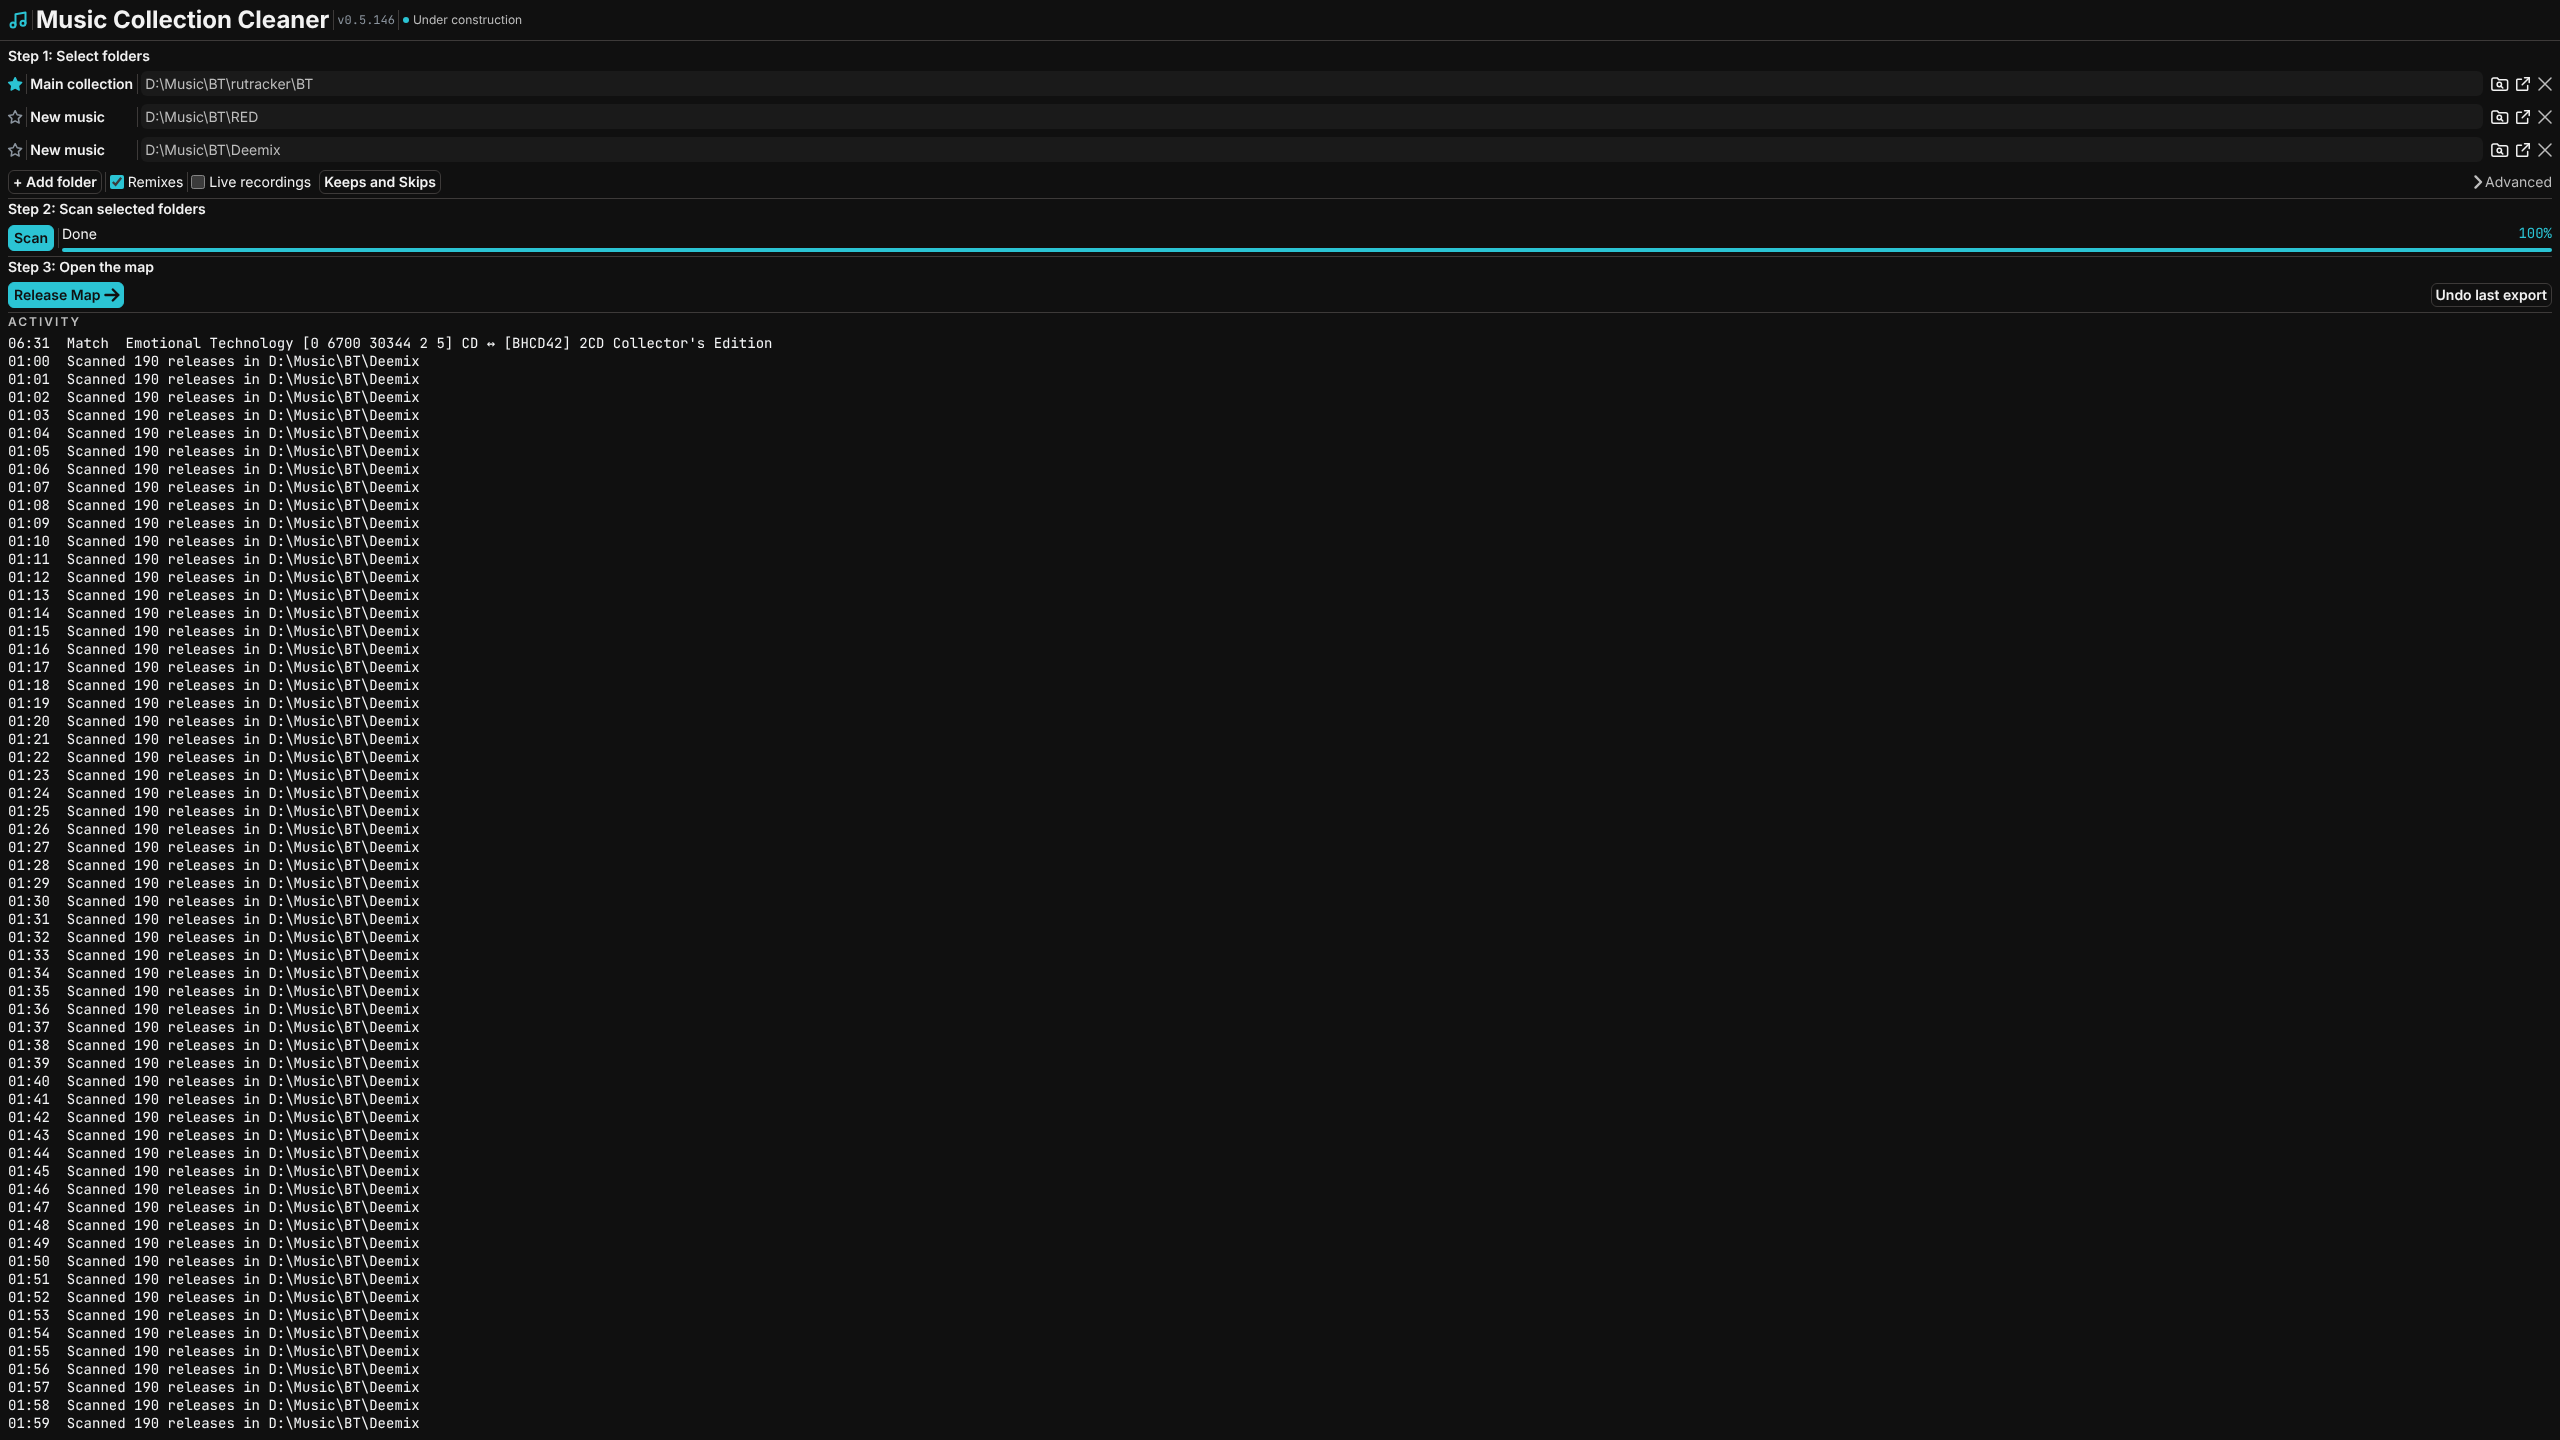 Music Collection Cleaner v0.5.146 Under construction
Step 1: Select folders
Main collection D:\Music\BT\rutracker\BT
New music D:\Music\BT\RED
New music D:\Music\BT\Deemix
+ Add folder Remixes Live recordings Keeps and Skips Advanced
Step 2: Scan selected folders
Scan Done 100%
Step 3: Open the map
Release Map → Undo last export
ACTIVITY
06:31 Match Emotional Technology [0 6700 30344 2 5] CD ↔ [BHCD42] 2CD Collector's Edition
01:00 Scanned 190 releases in D:\Music\BT\Deemix
01:01 Scanned 190 releases in D:\Music\BT\Deemix
01:02 Scanned 190 releases in D:\Music\BT\Deemix
01:03 Scanned 190 releases in D:\Music\BT\Deemix
01:04 Scanned 190 releases in D:\Music\BT\Deemix
01:05 Scanned 190 releases in D:\Music\BT\Deemix
01:06 Scanned 190 releases in D:\Music\BT\Deemix
01:07 Scanned 190 releases in D:\Music\BT\Deemix
01:08 Scanned 190 releases in D:\Music\BT\Deemix
01:09 Scanned 190 releases in D:\Music\BT\Deemix
01:10 Scanned 190 releases in D:\Music\BT\Deemix
01:11 Scanned 190 releases in D:\Music\BT\Deemix
01:12 Scanned 190 releases in D:\Music\BT\Deemix
01:13 Scanned 190 releases in D:\Music\BT\Deemix
01:14 Scanned 190 releases in D:\Music\BT\Deemix
01:15 Scanned 190 releases in D:\Music\BT\Deemix
01:16 Scanned 190 releases in D:\Music\BT\Deemix
01:17 Scanned 190 releases in D:\Music\BT\Deemix
01:18 Scanned 190 releases in D:\Music\BT\Deemix
01:19 Scanned 190 releases in D:\Music\BT\Deemix
01:20 Scanned 190 releases in D:\Music\BT\Deemix
01:21 Scanned 190 releases in D:\Music\BT\Deemix
01:22 Scanned 190 releases in D:\Music\BT\Deemix
01:23 Scanned 190 releases in D:\Music\BT\Deemix
01:24 Scanned 190 releases in D:\Music\BT\Deemix
01:25 Scanned 190 releases in D:\Music\BT\Deemix
01:26 Scanned 190 releases in D:\Music\BT\Deemix
01:27 Scanned 190 releases in D:\Music\BT\Deemix
01:28 Scanned 190 releases in D:\Music\BT\Deemix
01:29 Scanned 190 releases in D:\Music\BT\Deemix
01:30 Scanned 190 releases in D:\Music\BT\Deemix
01:31 Scanned 190 releases in D:\Music\BT\Deemix
01:32 Scanned 190 releases in D:\Music\BT\Deemix
01:33 Scanned 190 releases in D:\Music\BT\Deemix
01:34 Scanned 190 releases in D:\Music\BT\Deemix
01:35 Scanned 190 releases in D:\Music\BT\Deemix
01:36 Scanned 190 releases in D:\Music\BT\Deemix
01:37 Scanned 190 releases in D:\Music\BT\Deemix
01:38 Scanned 190 releases in D:\Music\BT\Deemix
01:39 Scanned 190 releases in D:\Music\BT\Deemix
01:40 Scanned 190 releases in D:\Music\BT\Deemix
01:41 Scanned 190 releases in D:\Music\BT\Deemix
01:42 Scanned 190 releases in D:\Music\BT\Deemix
01:43 Scanned 190 releases in D:\Music\BT\Deemix
01:44 Scanned 190 releases in D:\Music\BT\Deemix
01:45 Scanned 190 releases in D:\Music\BT\Deemix
01:46 Scanned 190 releases in D:\Music\BT\Deemix
01:47 Scanned 190 releases in D:\Music\BT\Deemix
01:48 Scanned 190 releases in D:\Music\BT\Deemix
01:49 Scanned 190 releases in D:\Music\BT\Deemix
01:50 Scanned 190 releases in D:\Music\BT\Deemix
01:51 Scanned 190 releases in D:\Music\BT\Deemix
01:52 Scanned 190 releases in D:\Music\BT\Deemix
01:53 Scanned 190 releases in D:\Music\BT\Deemix
01:54 Scanned 190 releases in D:\Music\BT\Deemix
01:55 Scanned 190 releases in D:\Music\BT\Deemix
01:56 Scanned 190 releases in D:\Music\BT\Deemix
01:57 Scanned 190 releases in D:\Music\BT\Deemix
01:58 Scanned 190 releases in D:\Music\BT\Deemix
01:59 Scanned 190 releases in D:\Music\BT\Deemix